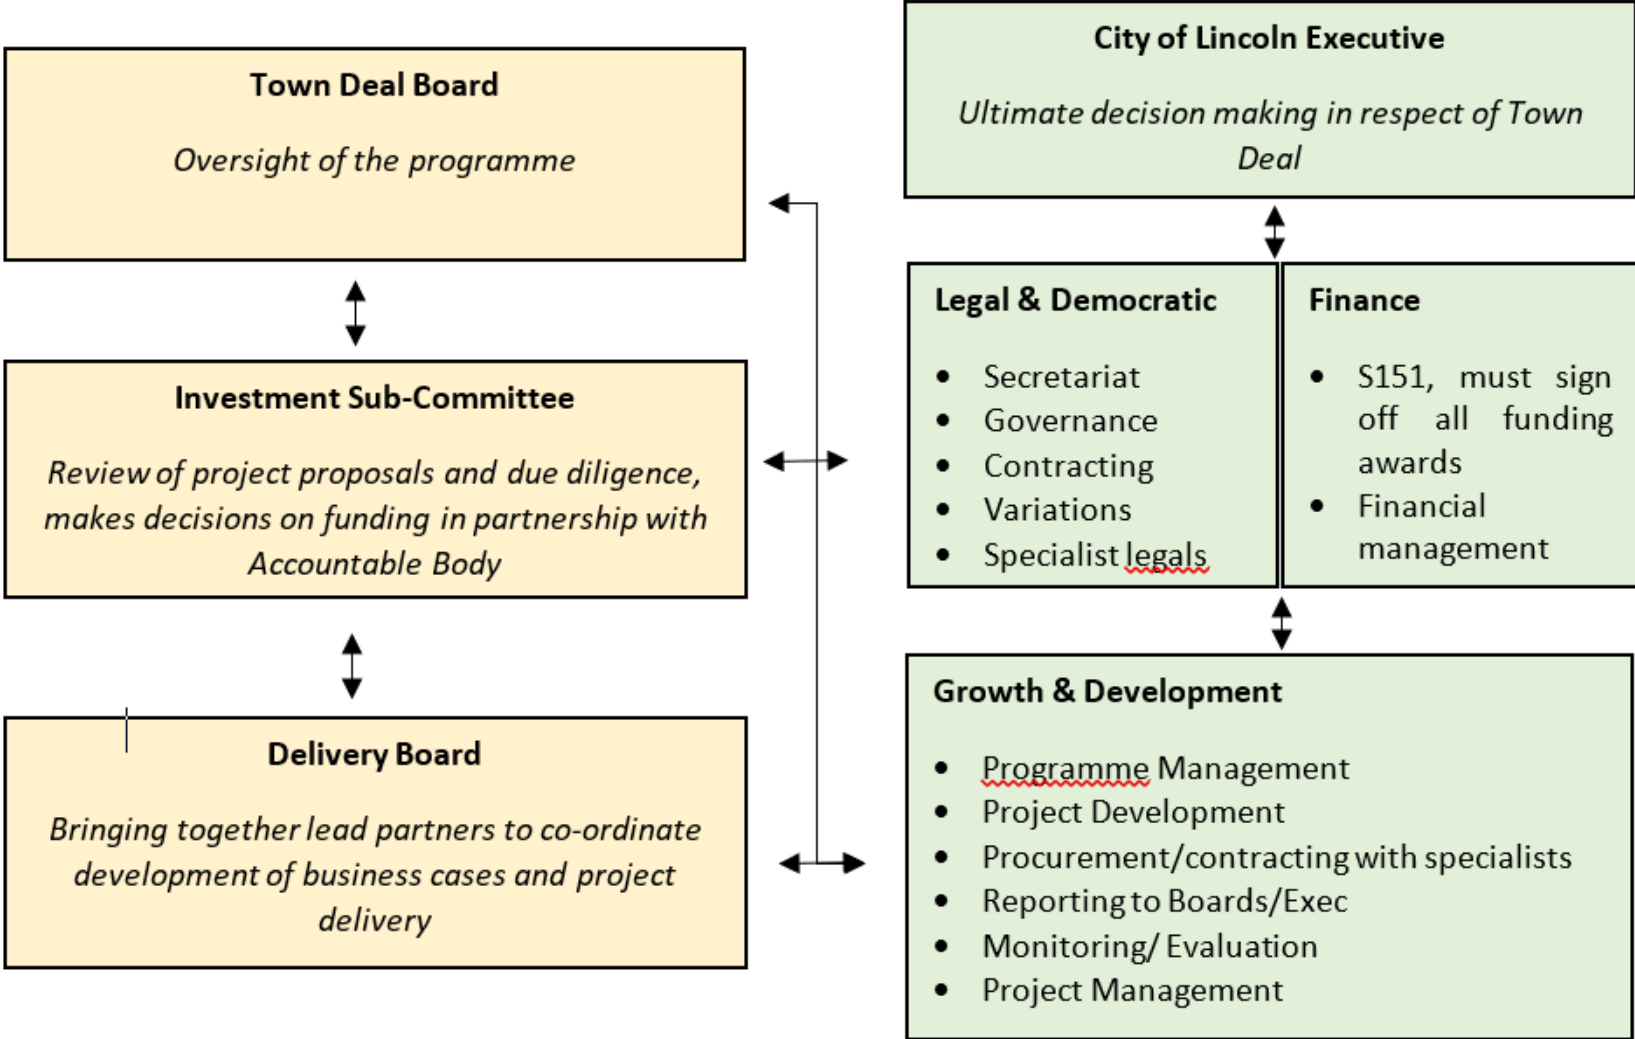 Town Deal Board
Oversight of the programme
Investment Sub-Committee
Review of project proposals and due diligence,
makes decisions on funding in partnership with
Accountable Body
Delivery Board
Bringing together lead partners to co-ordinate
development of business cases and project
delivery
City of Lincoln Executive
Ultimate decision making in respect of Town
Deal
Legal & Democratic
• Secretariat
• Governance
• Contracting
• Variations
• Specialist legals
Finance
• S151, must sign
off all funding
awards
• Financial
management
Growth & Development
• Programme Management
• Project Development
• Procurement/contracting with specialists
• Reporting to Boards/Exec
• Monitoring/ Evaluation
• Project Management